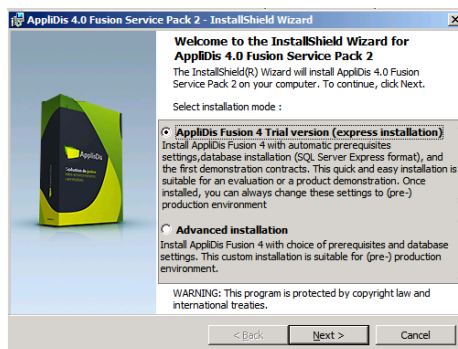 AppliDis 4.0 Fusion Service Pack 2 - InstallShield Wizard
Welcome to the InstallShield Wizard for
AppliDis 4.0 Fusion Service Pack 2
The InstallShield(R) Wizard will install AppliDis 4.0 Fusion
Service Pack 2 on your computer. To continue, click Next.
Select installation mode :
AppliDis Fusion 4 Trial version (express installation)
Install AppliDis Fusion 4 with automatic prerequisites
settings,database installation (SQL Server Express format), and
the first demonstration contracts. This quick and easy installation is
suitable for an evaluation or a product demonstration. Once
installed, you can always change these settings to (pre-)
production environment
Advanced installation
Install AppliDis Fusion 4 with choice of prerequisites and database
settings. This custom installation is suitable for (pre-) production
environment.
WARNING: This program is protected by copyright law and
international treaties.
< Back
Next >
Cancel
AppliDis